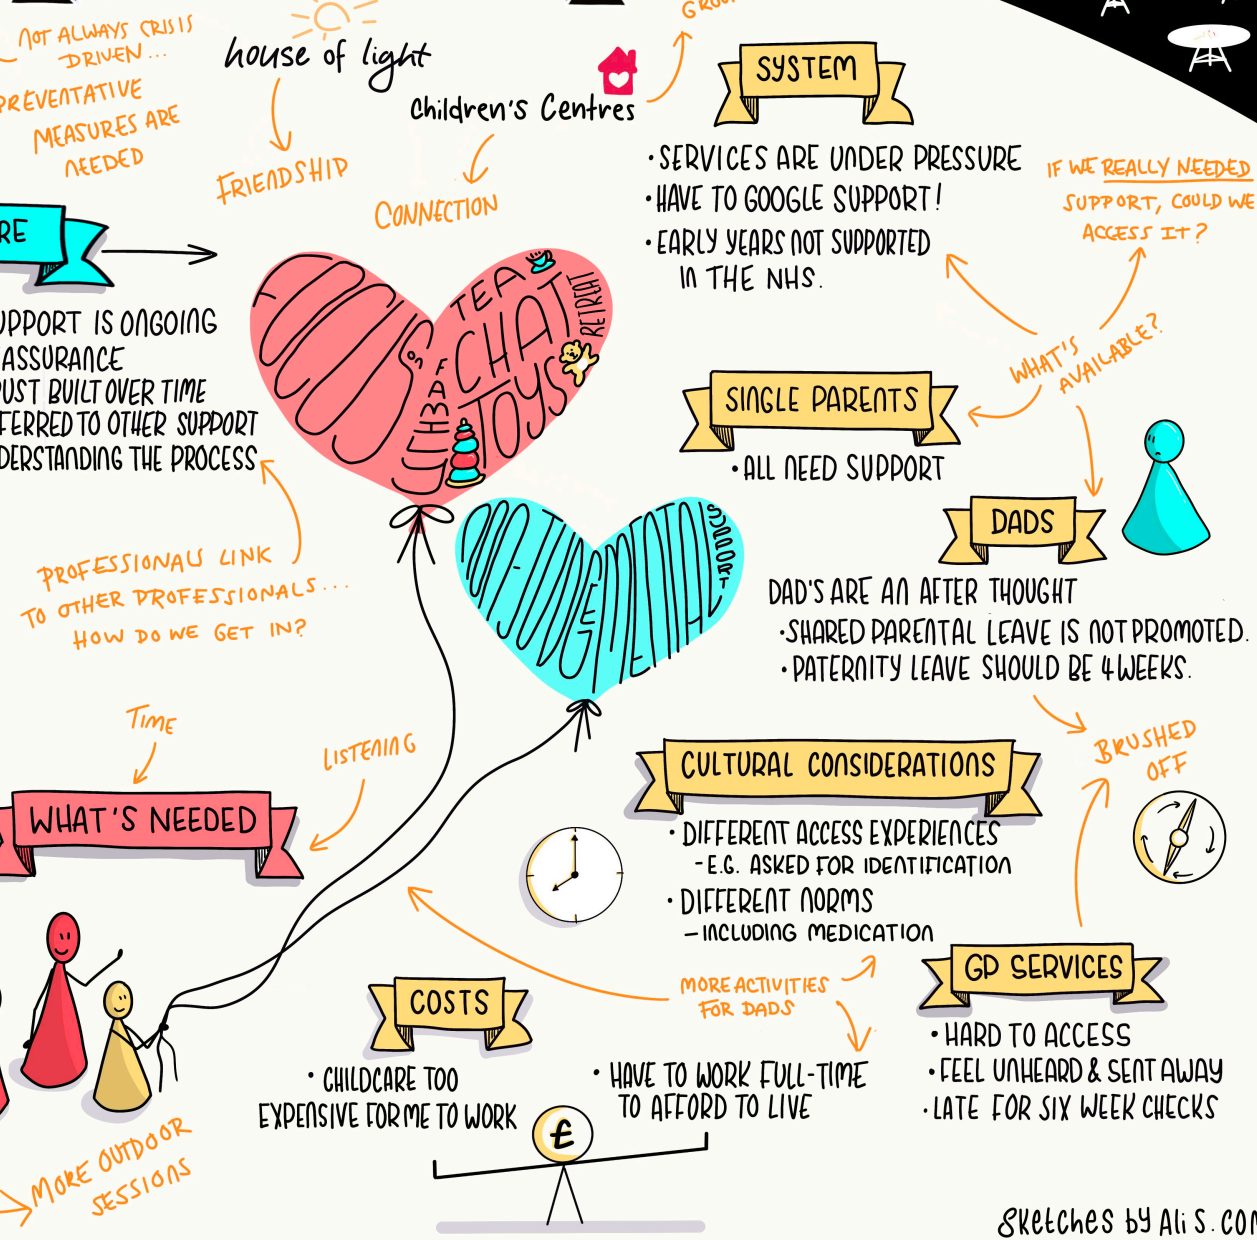 NOT ALWAYS CRISIS
DRIVEN...
PREVENTATIVE
MEASURES ARE
NEEDED
house of light
FRIENDSHIP
Children's Centres
CONNECTION
SYSTEM
• SERVICES ARE UNDER PRESSURE
• HAVE TO GOOGLE SUPPORT!
• EARLY YEARS NOT SUPPORTED
IN THE NHS.
IF WE REALLY NEEDED
SUPPORT, COULD WE
ACCESS IT?
WHAT'S
AVAILABLE?
RE
UPPORT IS ONGOING
ASSURANCE
UST BUILT OVER TIME
FERRED TO OTHER SUPPORT
DERSTANDING THE PROCESS
PROFESSIONALS LINK
TO OTHER PROFESSIONALS...
HOW DO WE GET IN?
on
FAMILY
TEA
CHAT
TOYS
RETREAT
NON-JUDGEMENTAL
SUPPORT
SINGLE PARENTS
• ALL NEED SUPPORT
DADS
DAD'S ARE AN AFTER THOUGHT
• SHARED PARENTAL LEAVE IS NOT PROMOTED.
• PATERNITY LEAVE SHOULD BE 4 WEEKS.
BRUSHED
OFF
TIME
LISTENING
WHAT'S NEEDED
CULTURAL CONSIDERATIONS
• DIFFERENT ACCESS EXPERIENCES
- E.G. ASKED FOR IDENTIFICATION
• DIFFERENT NORMS
- INCLUDING MEDICATION
MORE ACTIVITIES
FOR DADS
GP SERVICES
• HARD TO ACCESS
• FEEL UNHEARD & SENT AWAY
• LATE FOR SIX WEEK CHECKS
COSTS
• CHILDCARE TOO
EXPENSIVE FOR ME TO WORK
• HAVE TO WORK FULL-TIME
TO AFFORD TO LIVE
£
MORE OUTDOOR
SESSIONS
Sketches by Ali S.com